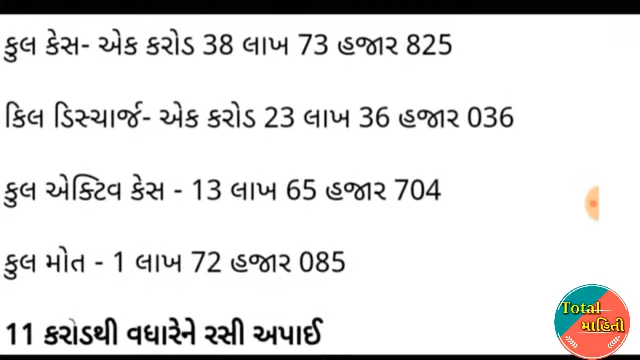 કુલ કેસ- એક કરોડ 38 લાખ 73 હજાર 825
કિલ ડિસ્ચાર્જ- એક કરોડ 23 લાખ 36 હજાર 036
કુલ એક્ટિવ કેસ - 13 લાખ 65 હજાર 704
કુલ મોત - 1 લાખ 72 હજાર 085
11 કરોડથી વધારેને રસી અપાઈ
Total
માહિતી